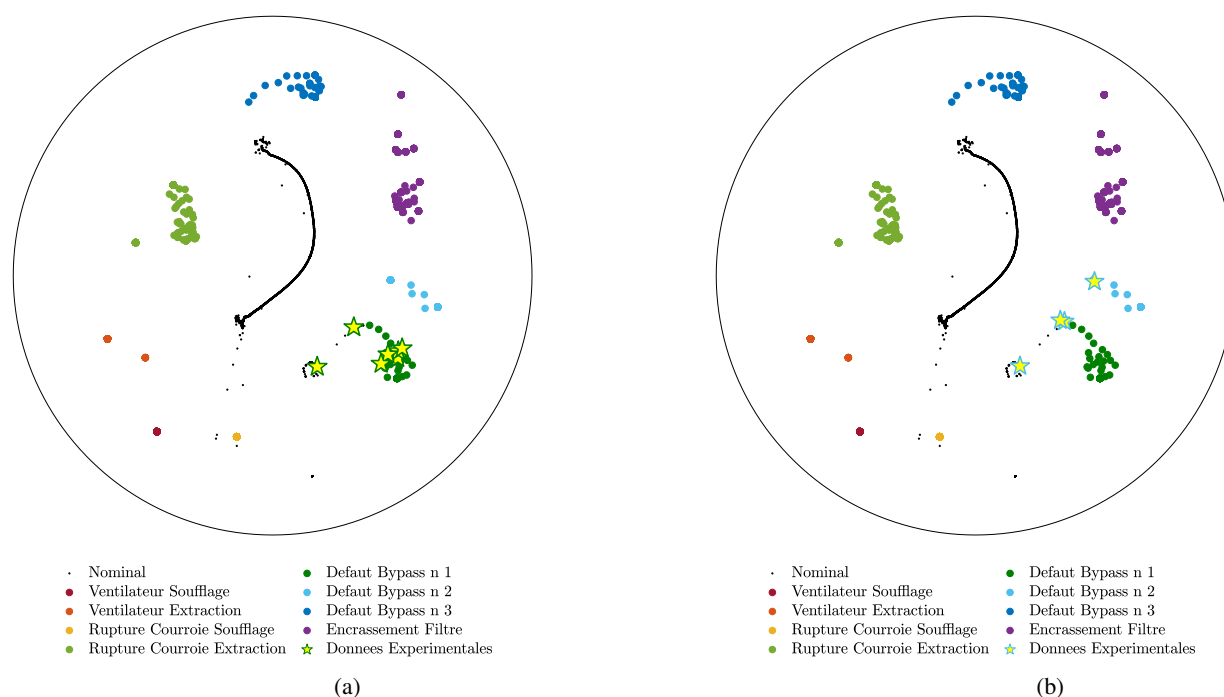 Nominal
Ventilateur Soufflage
Ventilateur Extraction
Rupture Courroie Soufflage
Rupture Courroie Extraction
Defaut Bypass n 1
Defaut Bypass n 2
Defaut Bypass n 3
Encrassement Filtre
Donnees Experimentales
(a)
Nominal
Ventilateur Soufflage
Ventilateur Extraction
Rupture Courroie Soufflage
Rupture Courroie Extraction
Defaut Bypass n 1
Defaut Bypass n 2
Defaut Bypass n 3
Encrassement Filtre
Donnees Experimentales
(b)